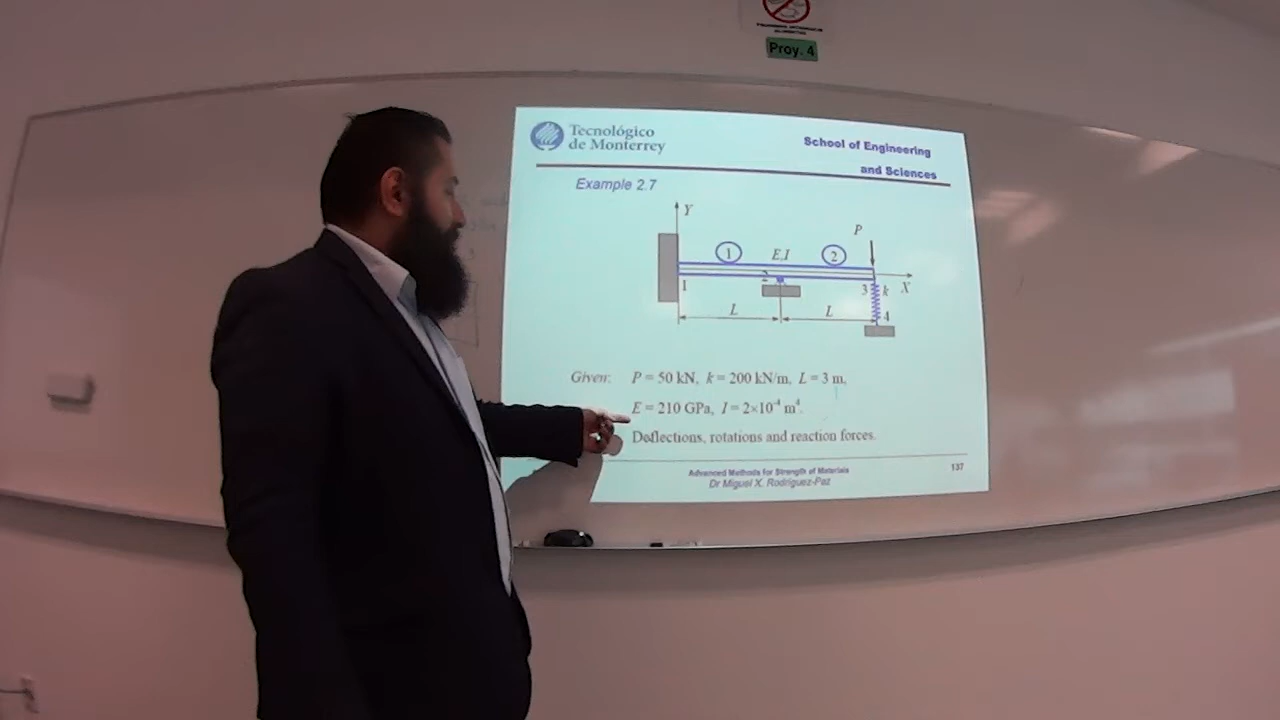 Proy. 4
Tecnológico
de Monterrey
School of Engineering
and Sciences
Example 2.7
Y
P
1 E,I 2
2
1 3 k X
L L 4
Given: P = 50 kN, k = 200 kN/m, L = 3 m,
E = 210 GPa, I = 2×10⁻⁴ m⁴.
Deflections, rotations and reaction forces.
Advanced Methods for Strength of Materials 137
Dr Miguel X. Rodríguez-Paz